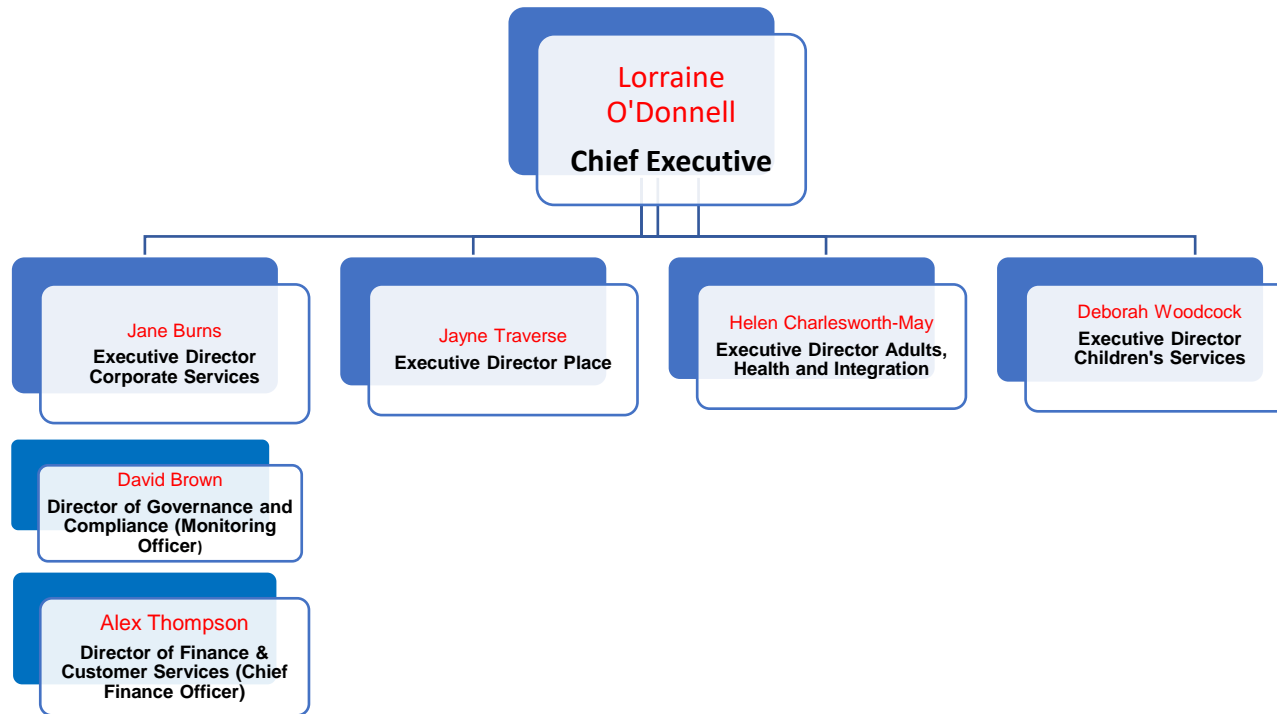 Lorraine
O'Donnell
Chief Executive
Jane Burns
Executive Director
Corporate Services
Jayne Traverse
Executive Director Place
Helen Charlesworth-May
Executive Director Adults,
Health and Integration
Deborah Woodcock
Executive Director
Children's Services
David Brown
Director of Governance and
Compliance (Monitoring
Officer)
Alex Thompson
Director of Finance &
Customer Services (Chief
Finance Officer)